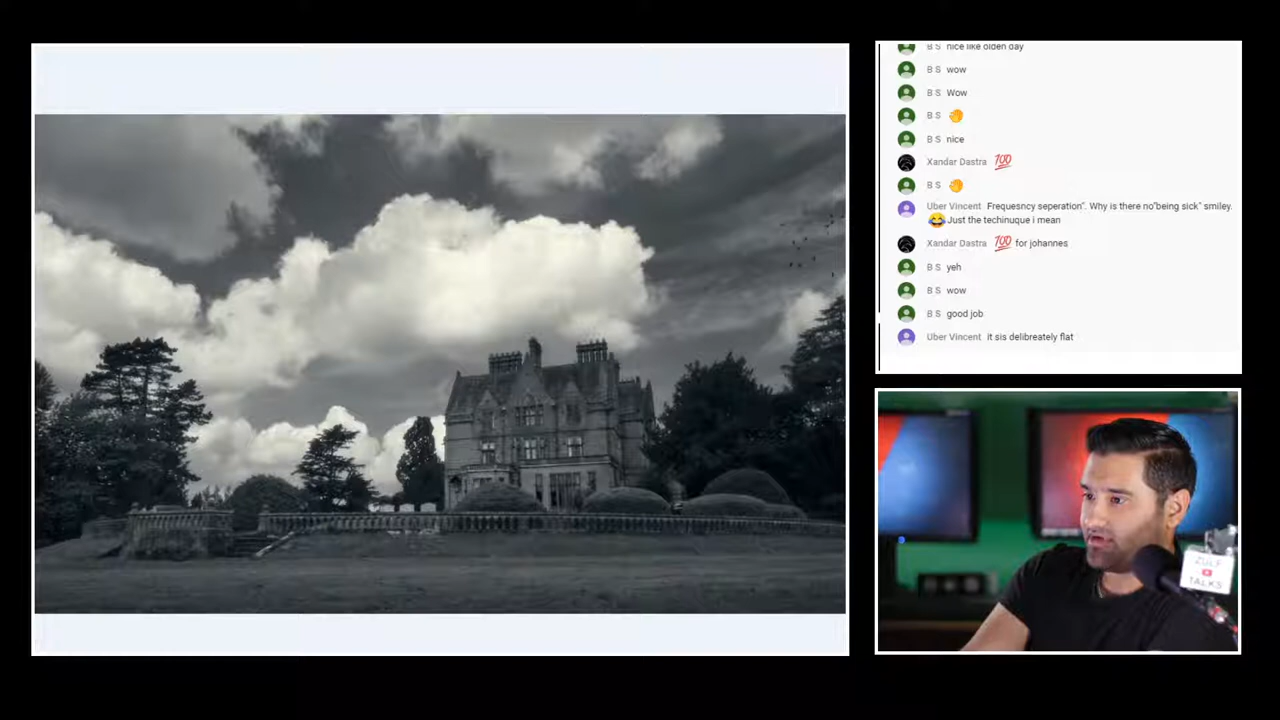 B S nice like olden day
B S wow
B S Wow
B S 👏
B S nice
Xandar Dastra 💯
B S 👏
Uber Vincent Frequesncy seperation". Why is there no"being sick" smiley.
😂Just the techinuque i mean
Xandar Dastra 💯 for johannes
B S yeh
B S wow
B S good job
Uber Vincent It sis delibreately flat
ZULF
TALKS